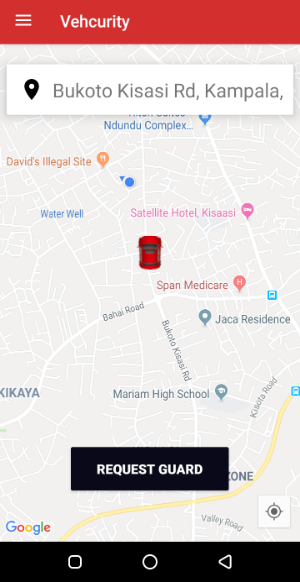 Vehcurity
Bukoto Kisasi Rd, Kampala,
Ndundu Complex...
David's Illegal Site
Water Well
Satellite Hotel, Kisaasi
Span Medicare
H
Bahai Road
Jaca Residence
Bukoto Kisasi Rd
KIKAYA
Mariam High School
Kisota Road
REQUEST GUARD
ZONE
Valley Road
Google